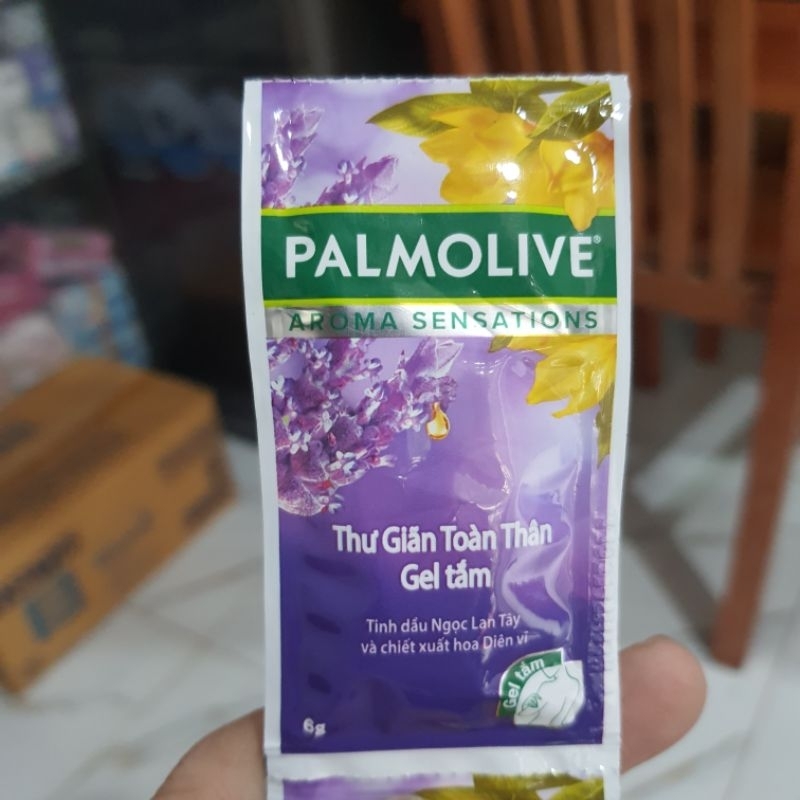 PALMOLIVE®
AROMA SENSATIONS
Thư Giãn Toàn Thân
Gel tắm
Tinh dầu Ngọc Lan Tây
và chiết xuất hoa Diên vĩ
Gel tắm
6g